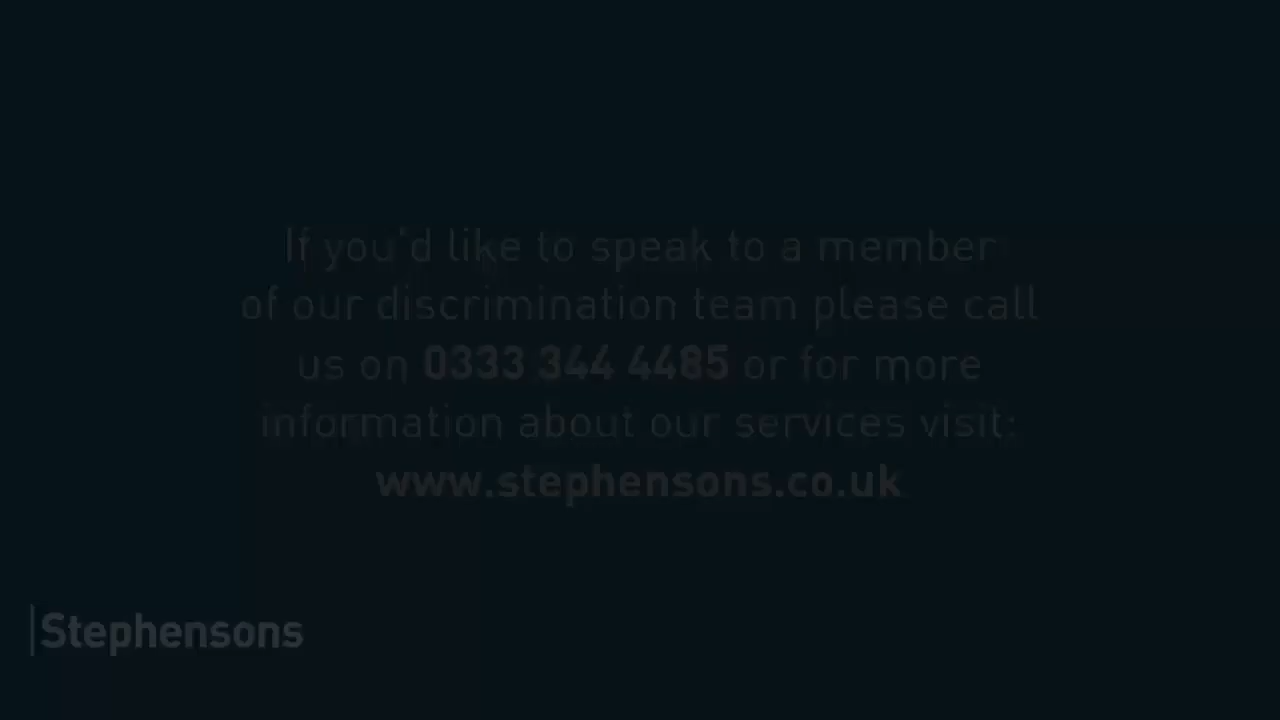 If you'd like to speak to a member
of our discrimination team please call
us on 0333 344 4485 or for more
information about our services visit:
www.stephensons.co.uk
Stephensons